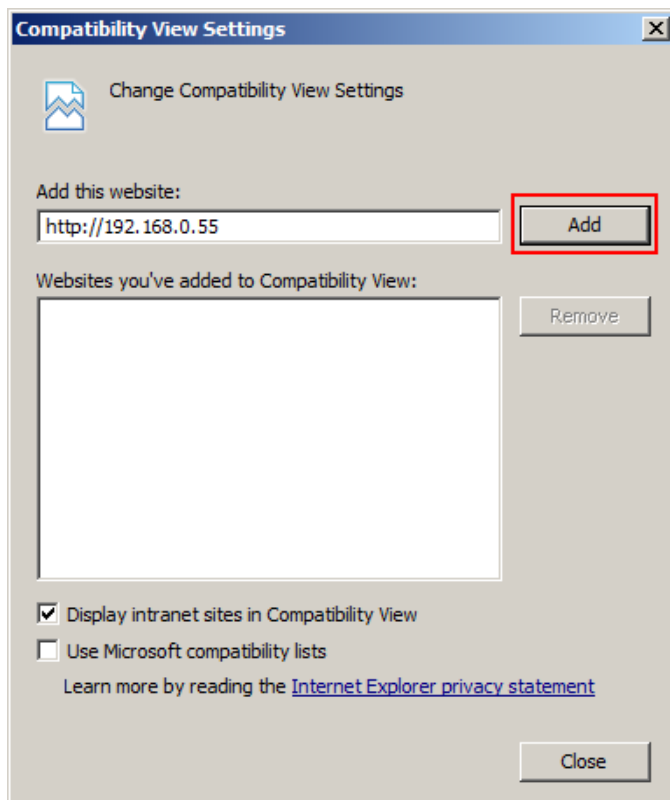 Compatibility View Settings
Change Compatibility View Settings
Add this website:
http://192.168.0.55
Add
Websites you've added to Compatibility View:
Remove
Display intranet sites in Compatibility View
Use Microsoft compatibility lists
Learn more by reading the Internet Explorer privacy statement
Close